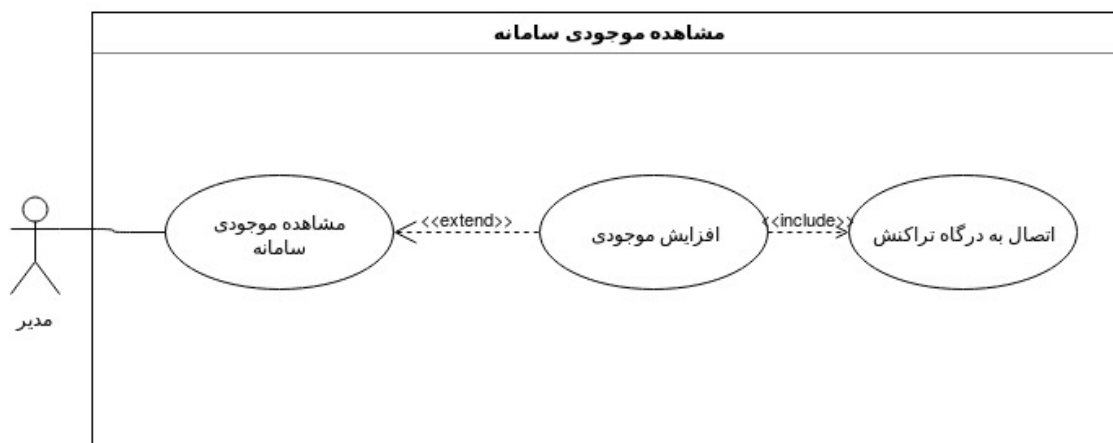 مشاهده موجودی سامانه
مشاهده موجودی
سامانه
<<extend>>
افزایش موجودی
<<include>>
اتصال به درگاه تراکنش
مدیر